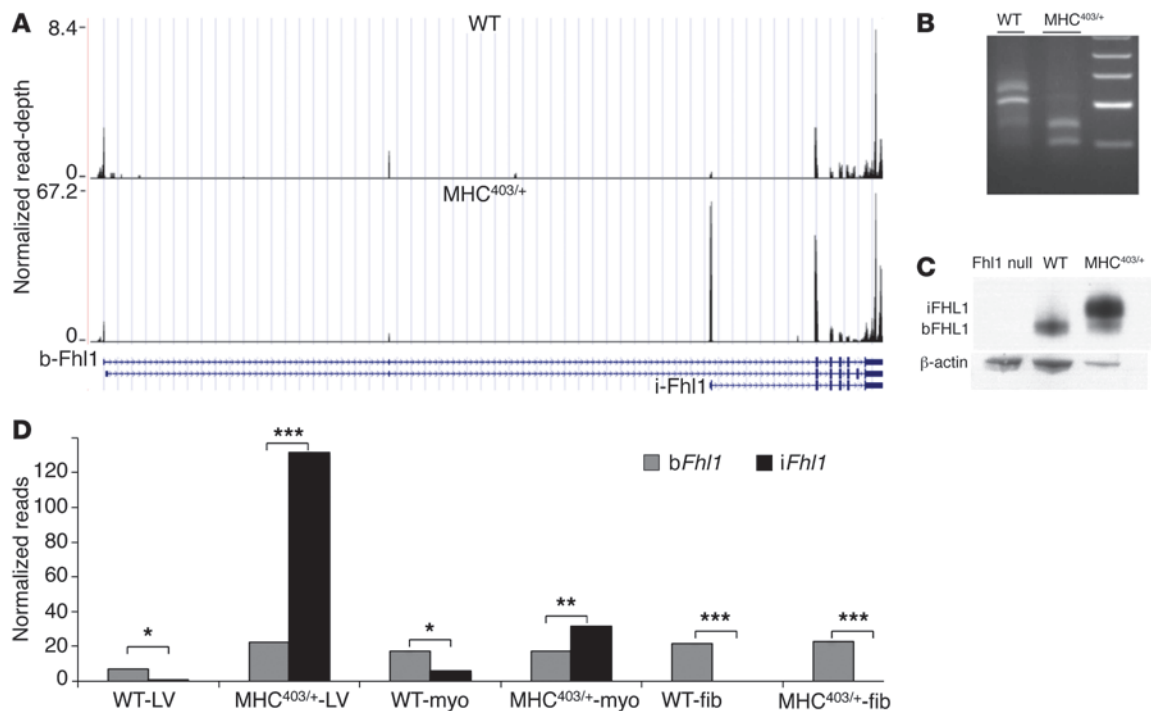 A
WT
8.4
0
67.2
MHC403/+
0
Normalized read-depth
b-Fhl1
i-Fhl1
B
WT MHC403/+
C
Fhl1 null WT MHC403/+
iFHL1
bFHL1
β-actin
D
Normalized reads
120
100
80
60
40
20
0
*
***
*
**
***
***
bFhl1 iFhl1
WT-LV MHC403/+-LV WT-myo MHC403/+-myo WT-fib MHC403/+-fib